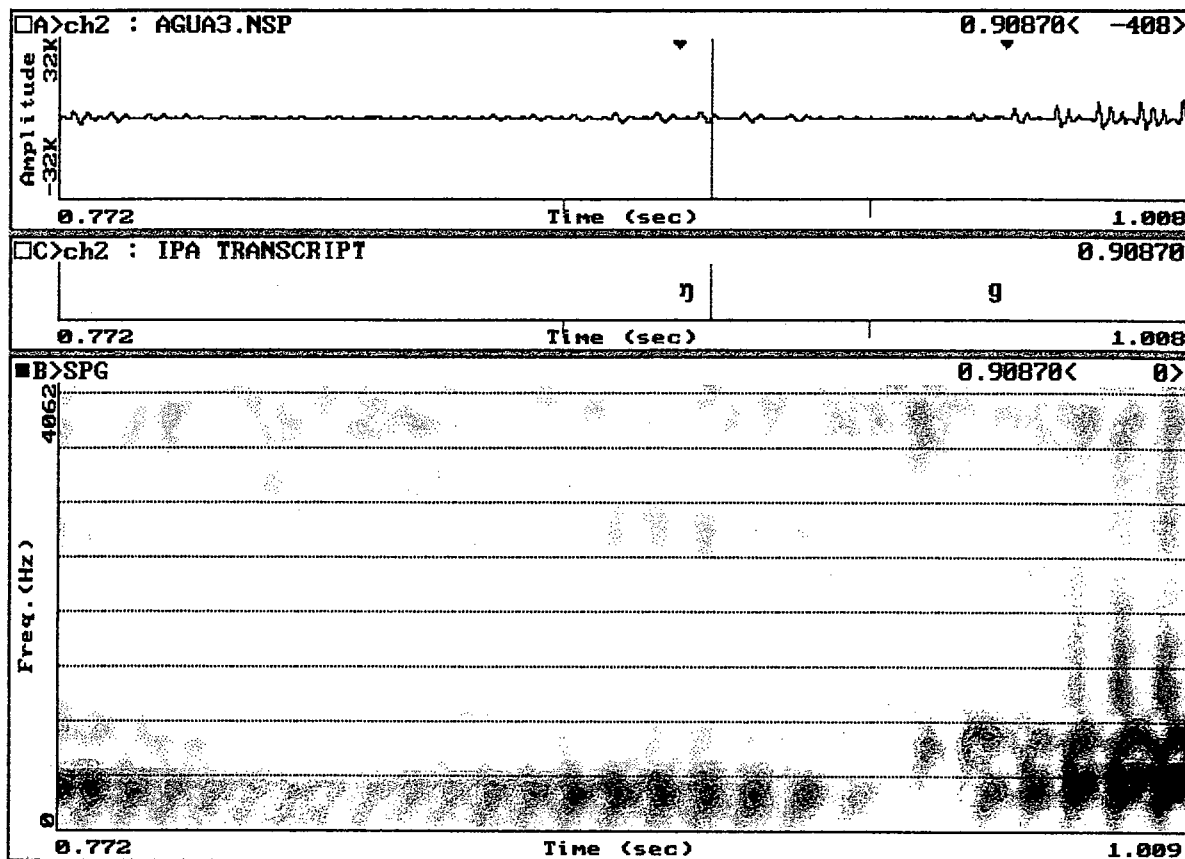 □A>ch2 : AGUA3.NSP 0.90870< -408>
Amplitude
-32K 32K
0.772 Time (sec) 1.008
□C>ch2 : IPA TRANSCRIPT 0.90870
ŋ g
0.772 Time (sec) 1.008
■B>SPG 0.90870< 0>
Freq.(Hz)
0 4062
0.772 Time (sec) 1.009